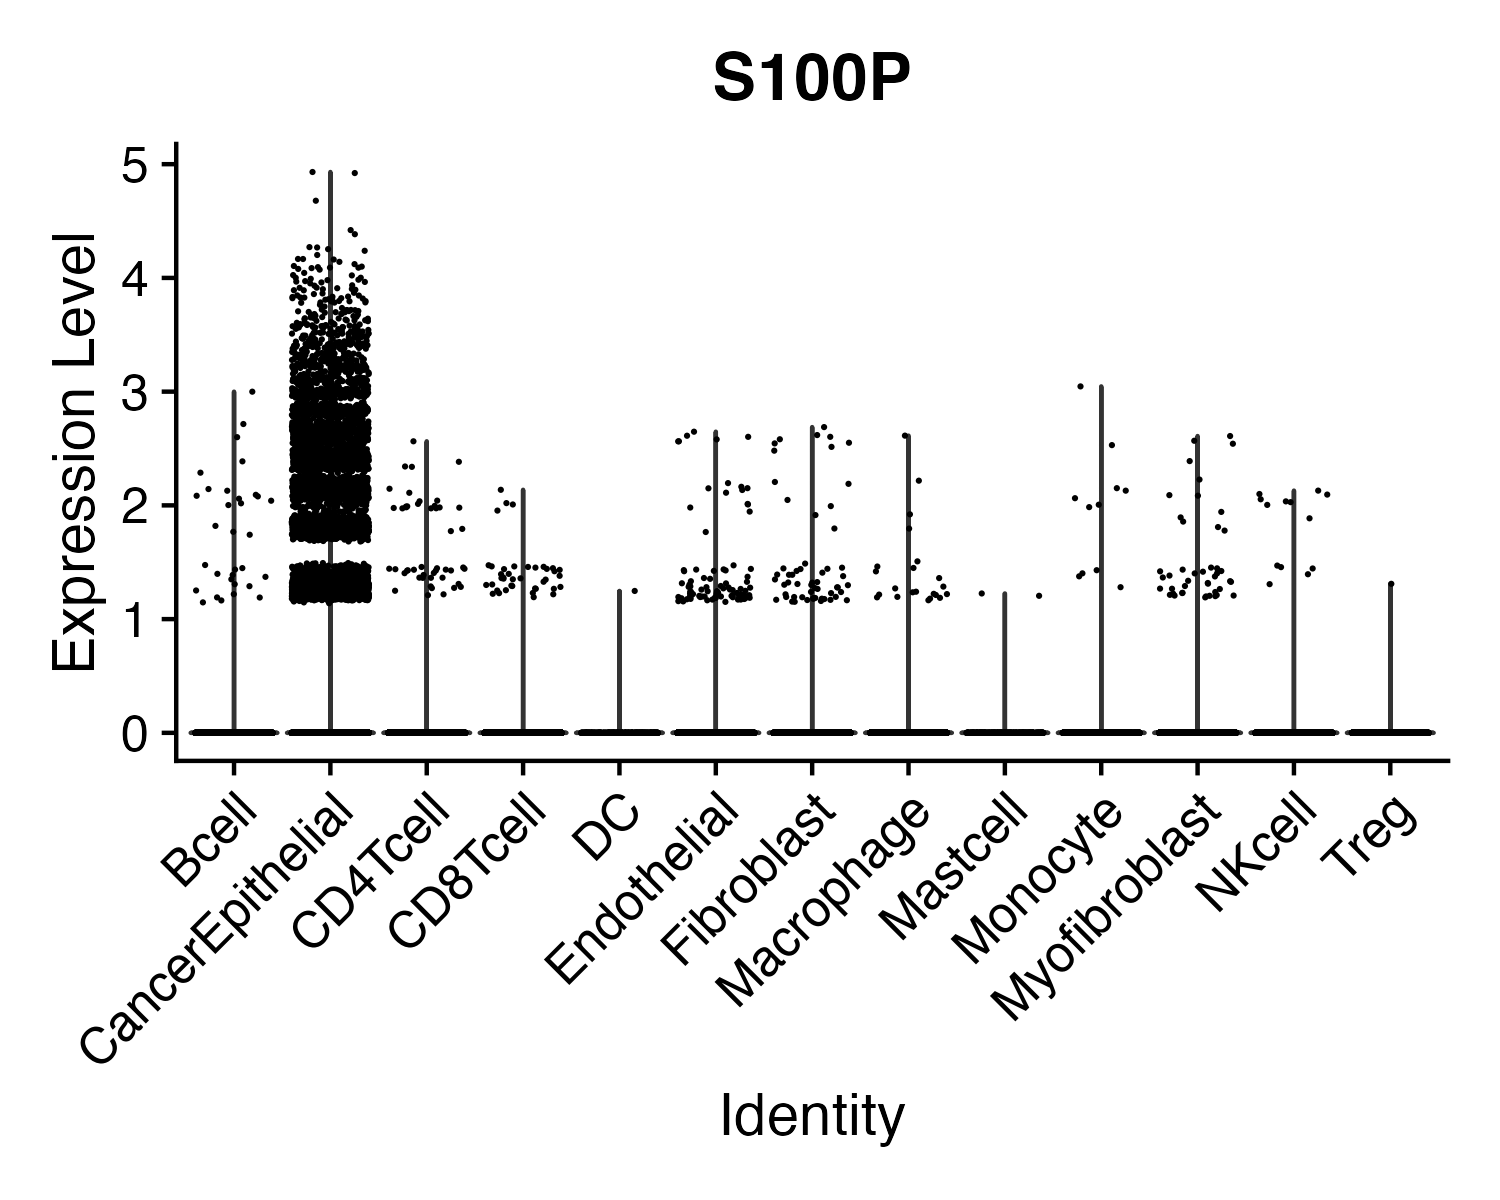 S100P
Expression Level
5
4
3
2
1
0
Bcell
CancerEpithelial
CD4Tcell
CD8Tcell
DC
Endothelial
Fibroblast
Macrophage
Mastcell
Monocyte
Myofibroblast
NKcell
Treg
Identity